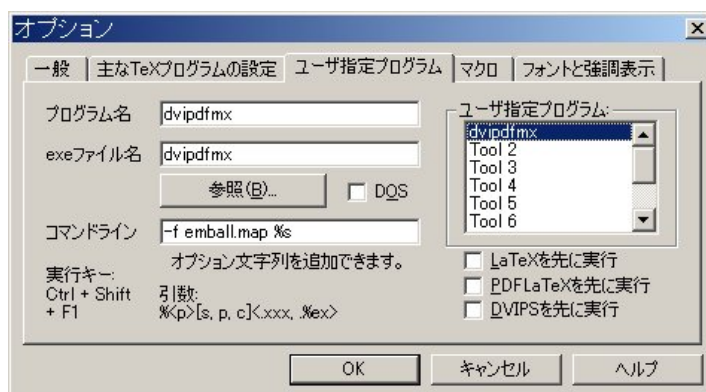 オプション
一般 主なTeXプログラムの設定 ユーザ指定プログラム マクロ フォントと強調表示
プログラム名 dvipdfmx
exeファイル名 dvipdfmx
参照(B)... DOS
コマンドライン -f emball.map %s
オプション文字列を追加できます。
実行キー:
Ctrl + Shift
+ F1
引数:
%<p>[s, p, c]<.xxx, .%ex>
ユーザ指定プログラム:
dvipdfmx
Tool 2
Tool 3
Tool 4
Tool 5
Tool 6
LaTeXを先に実行
PDFLaTeXを先に実行
DVIPSを先に実行
OK キャンセル ヘルプ